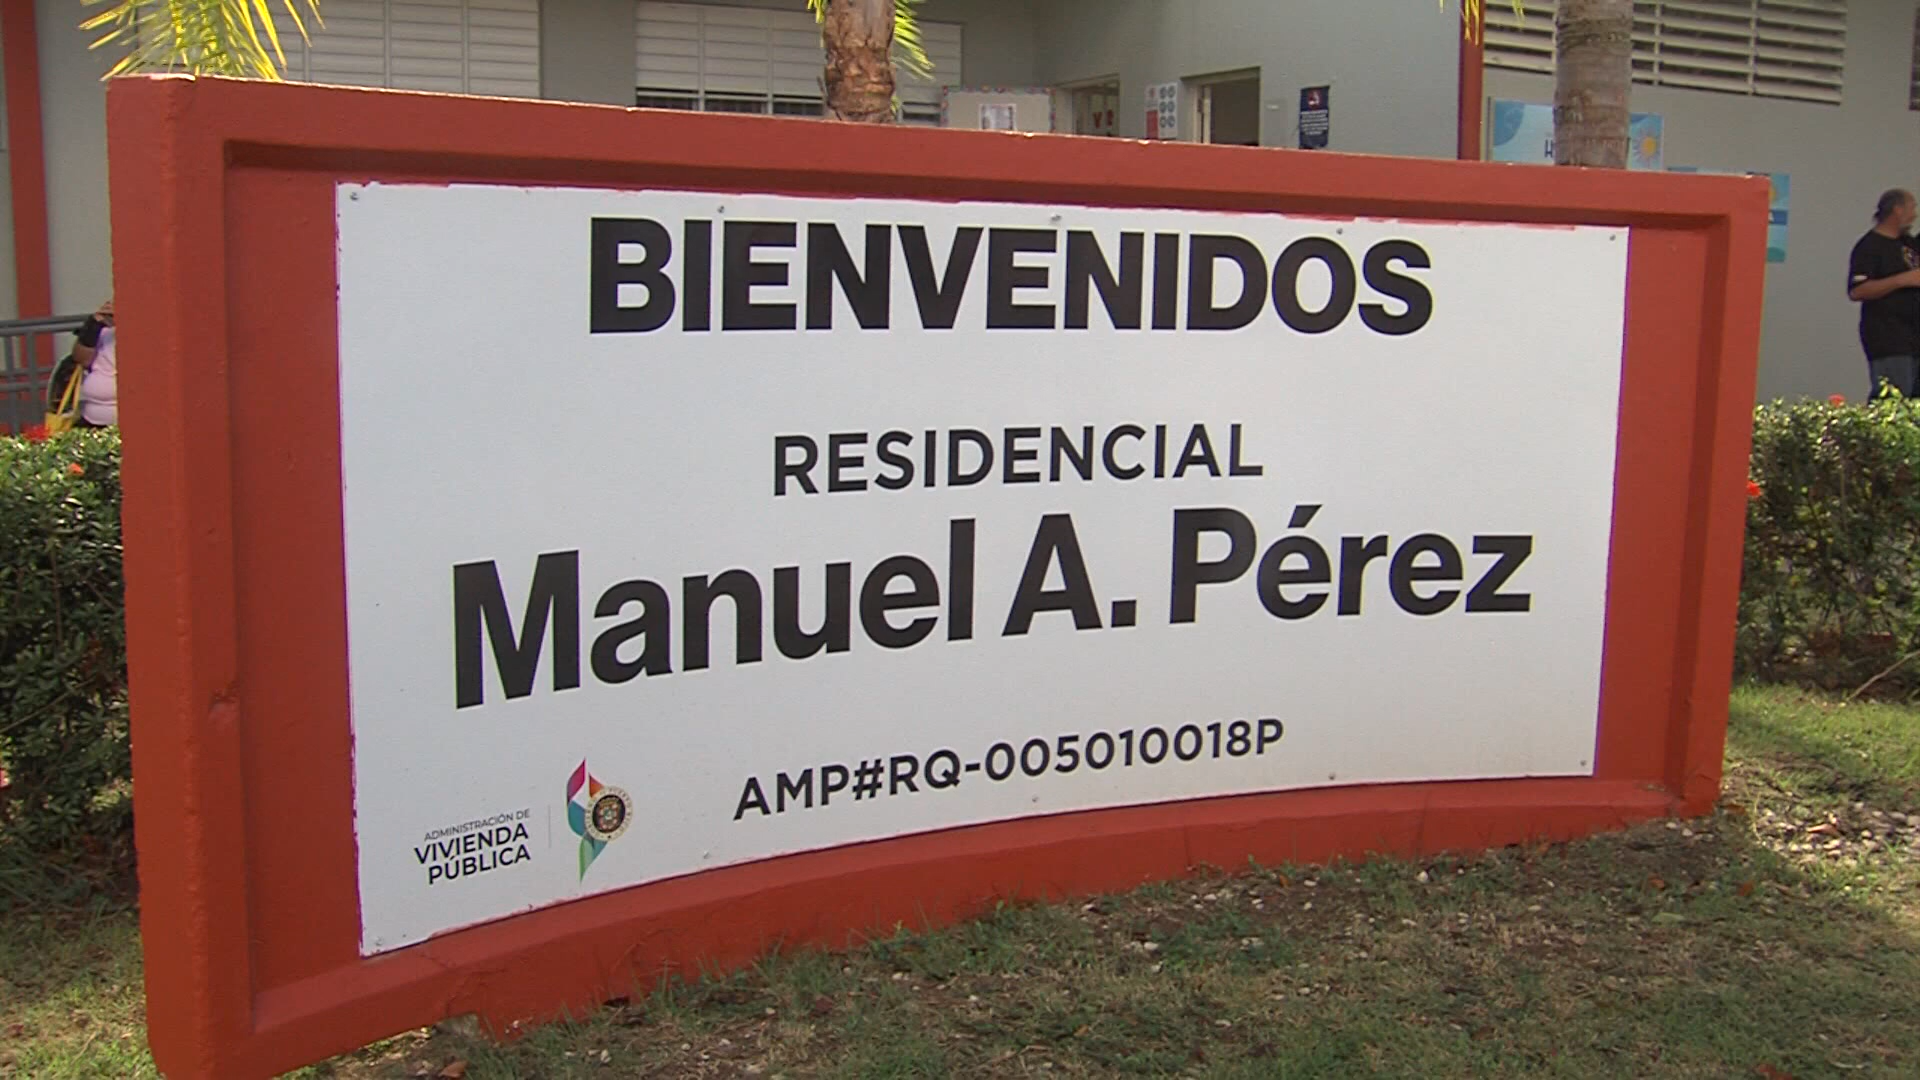 BIENVENIDOS
RESIDENCIAL
Manuel A. Pérez
AMP#RQ-005010018P
ADMINISTRACIÓN DE
VIVIENDA
PÚBLICA